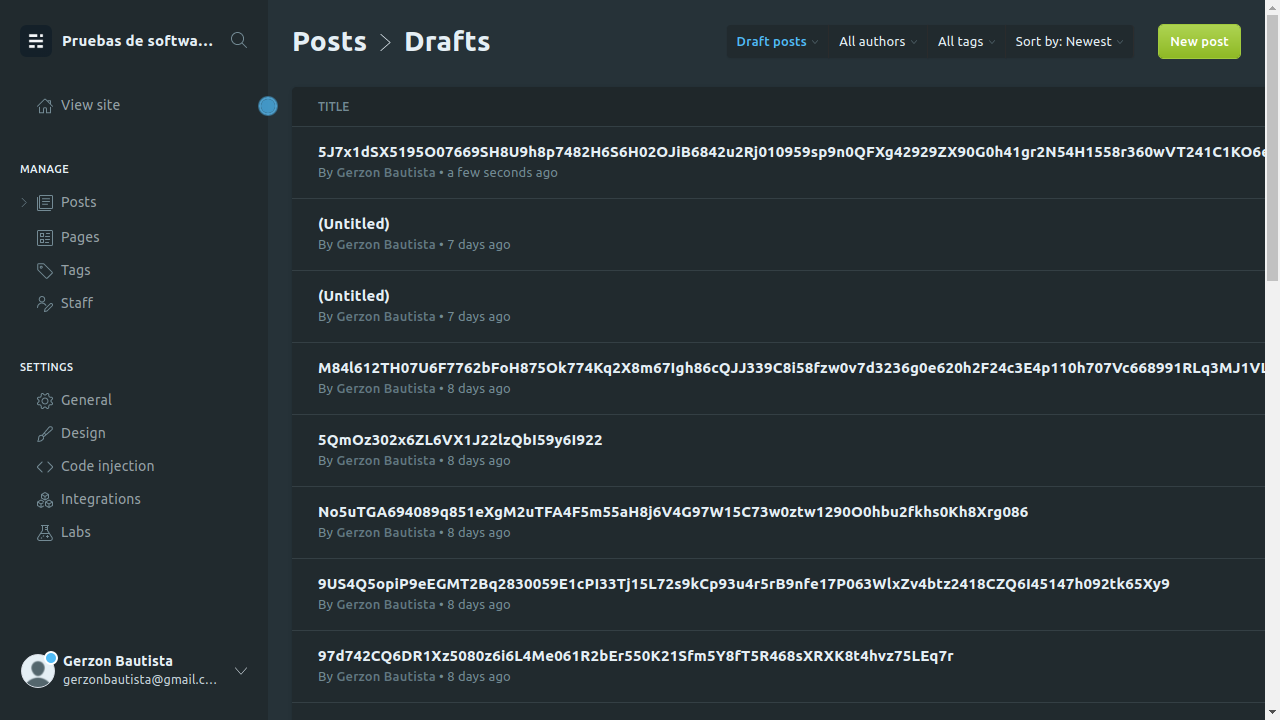 Pruebas de softwa...
View site
MANAGE
Posts
Pages
Tags
Staff
SETTINGS
General
Design
Code injection
Integrations
Labs
Gerzon Bautista
gerzonbautista@gmail.c...
Posts > Drafts
Draft posts
All authors
All tags
Sort by: Newest
New post
TITLE
5J7x1dSX5195O07669SH8U9h8p7482H6S6H02OJiB6842u2Rj010959sp9n0QFXg42929ZX90G0h41gr2N54H1558r360wVT241C1KO6e
By Gerzon Bautista • a few seconds ago
(Untitled)
By Gerzon Bautista • 7 days ago
(Untitled)
By Gerzon Bautista • 7 days ago
M84l612TH07U6F7762bFoH875Ok774Kq2X8m67Igh86cQJJ339C8i58fzw0v7d3236g0e620h2F24c3E4p110h707Vc668991RLq3MJ1VL
By Gerzon Bautista • 8 days ago
5QmOz302x6ZL6VX1J22lzQbI59y6I922
By Gerzon Bautista • 8 days ago
No5uTGA694089q851eXgM2uTFA4F5m55aH8j6V4G97W15C73w0ztw1290O0hbu2fkhs0Kh8Xrg086
By Gerzon Bautista • 8 days ago
9US4Q5opiP9eEGMT2Bq2830059E1cPI33Tj15L72s9kCp93u4r5rB9nfe17P063WlxZv4btz2418CZQ6I45147h092tk65Xy9
By Gerzon Bautista • 8 days ago
97d742CQ6DR1Xz5080z6i6L4Me061R2bEr550K21Sfm5Y8fT5R468sXRXK8t4hvz75LEq7r
By Gerzon Bautista • 8 days ago